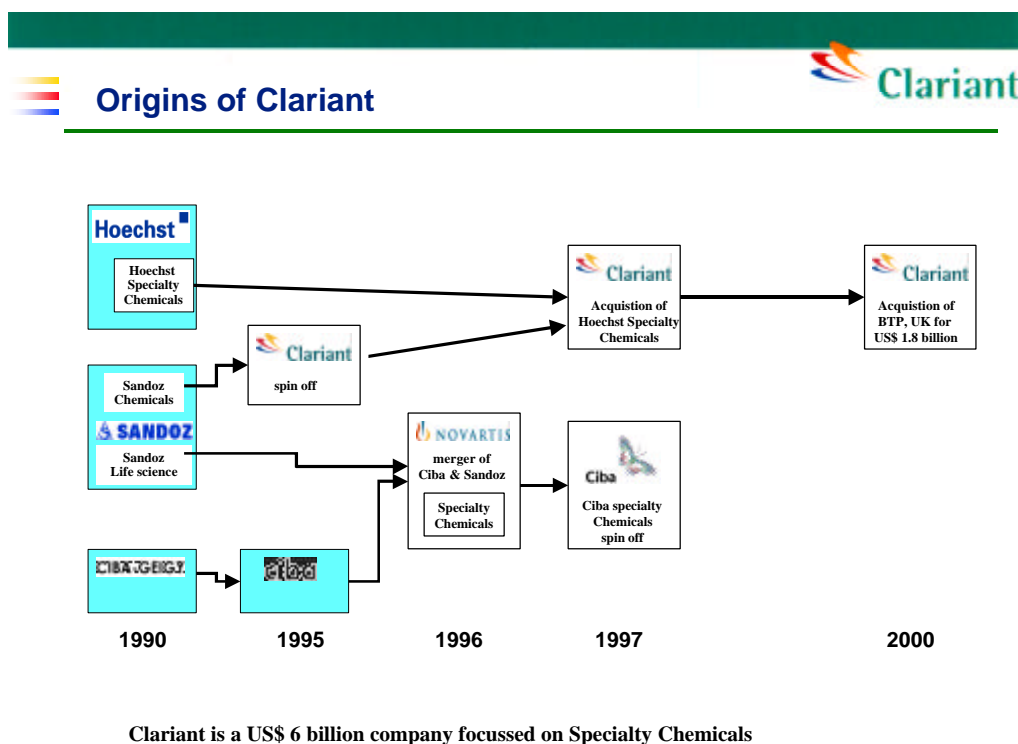 Clariant
Origins of Clariant
Hoechst
Hoechst
Specialty
Chemicals
Clariant
Acquistion of
Hoechst Specialty
Chemicals
Clariant
Acquistion of
BTP, UK for
US$ 1.8 billion
Clariant
spin off
Sandoz
Chemicals
SANDOZ
Sandoz
Life science
NOVARTIS
merger of
Ciba & Sandoz
Specialty
Chemicals
Ciba
Ciba specialty
Chemicals
spin off
CIBA-GEIGY
ciba
1990
1995
1996
1997
2000
Clariant is a US$ 6 billion company focussed on Specialty Chemicals